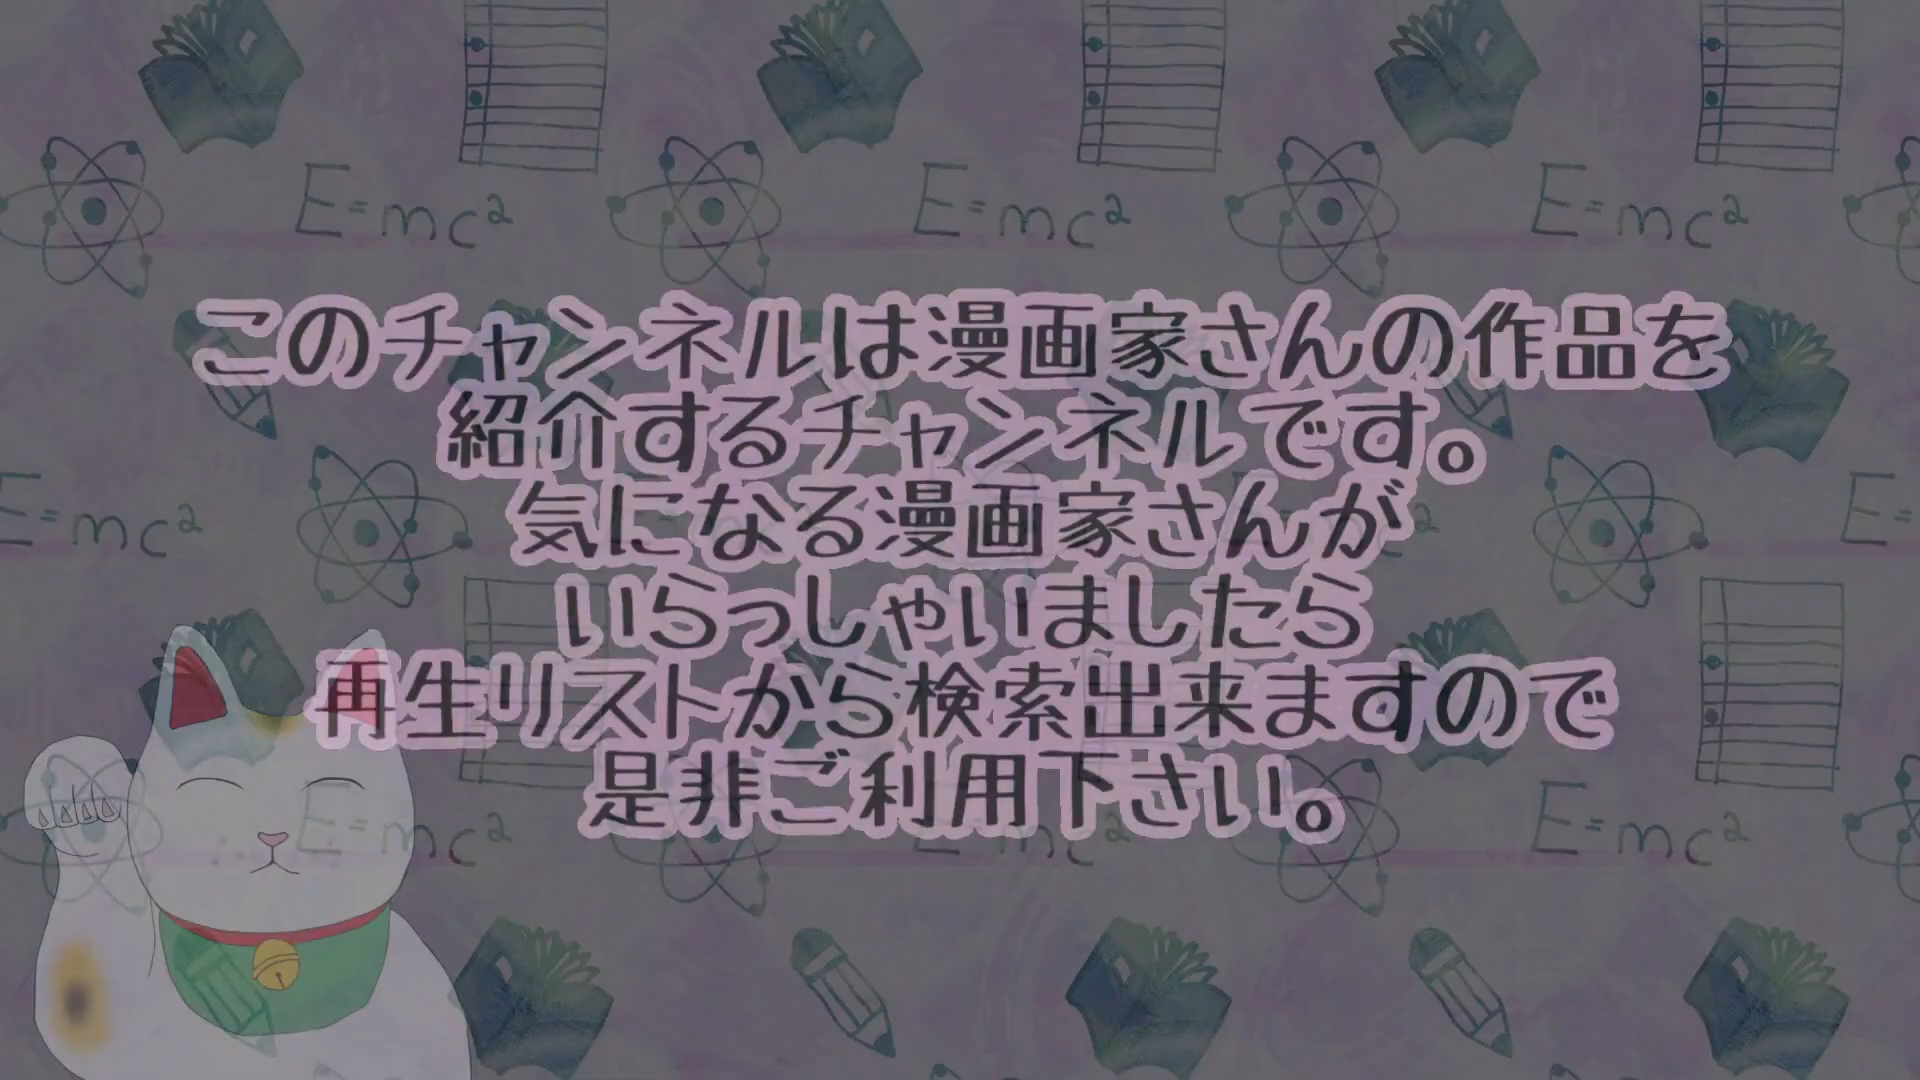 E=mc² E=mc² E=mc²
このチャンネルは漫画家さんの作品を
紹介するチャンネルです。
気になる漫画家さんが
E=mc² E=
いらっしゃいましたら
再生リストから検索出来ますので
是非ご利用下さい。
E=mc² E=mc²